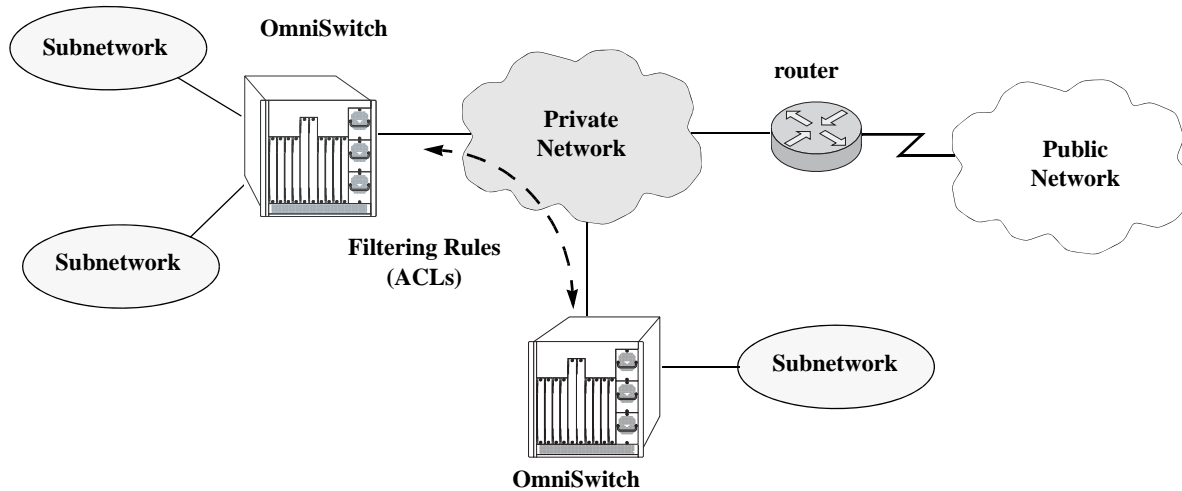 OmniSwitch
Subnetwork
router
Private
Network
Public
Network
Filtering Rules
(ACLs)
Subnetwork
Subnetwork
OmniSwitch